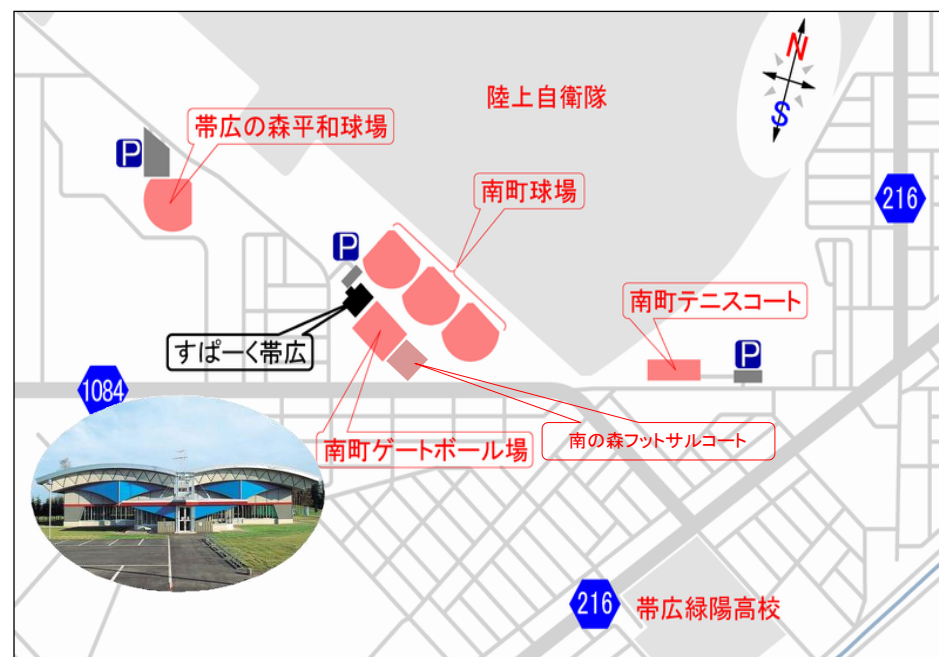 N
S
陸上自衛隊
帯広の森平和球場
P
南町球場
216
P
南町テニスコート
すぱーく帯広
P
1084
南町ゲートボール場
南の森フットサルコート
216
帯広緑陽高校